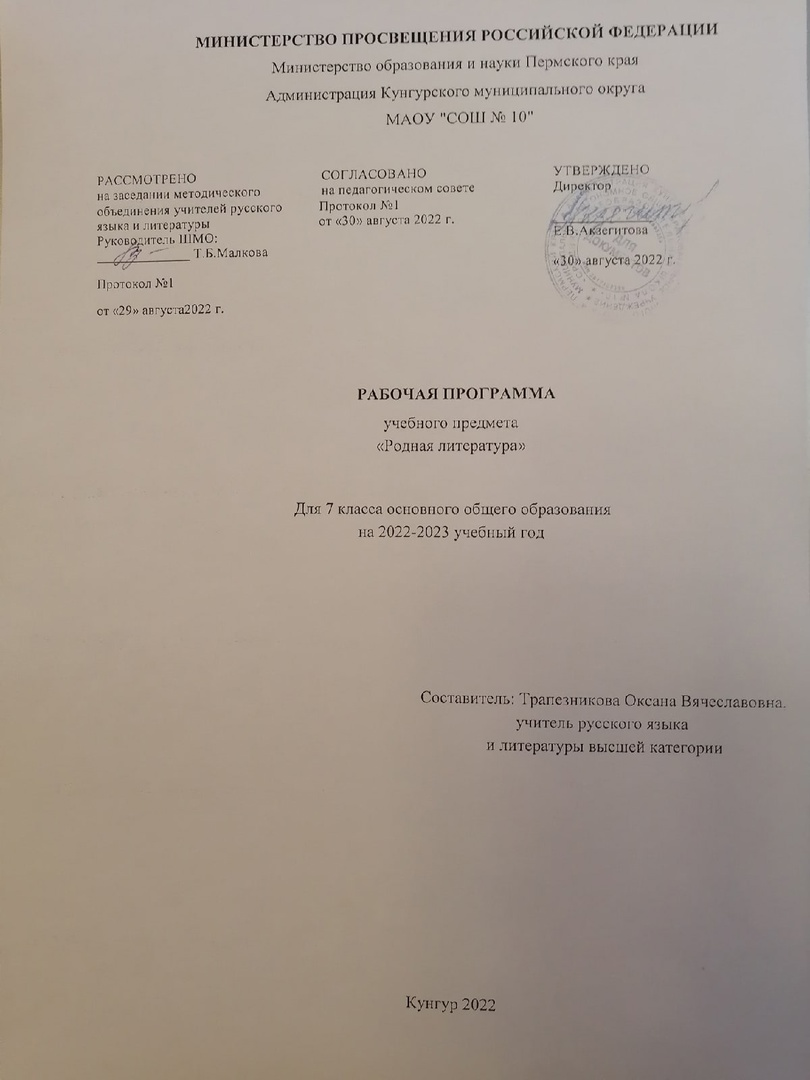 МИНИСТЕРСТВО ПРОСВЕЩЕНИЯ РОССИЙСКОЙ ФЕДЕРАЦИИ
Министерство образования и науки Пермского края
Администрация Кунгурского муниципального округа
МАОУ "СОШ № 10"
РАССМОТРЕНО
на заседании методического
объединения учителей русского
языка и литературы
Руководитель ШМО:
Т.Б.Малкова
Протокол №1
от «29» августа2022 г.
СОГЛАСОВАНО
на педагогическом совете
Протокол №1
от «30» августа 2022 г.
УТВЕРЖДЕНО
Директор
Е.В.Акзегитова
«30» августа 2022 г.
РАБОЧАЯ ПРОГРАММА
учебного предмета
«Родная литература»
Для 7 класса основного общего образования
на 2022-2023 учебный год
Составитель: Трапезникова Оксана Вячеславовна,
учитель русского языка
и литературы высшей категории
Кунгур 2022